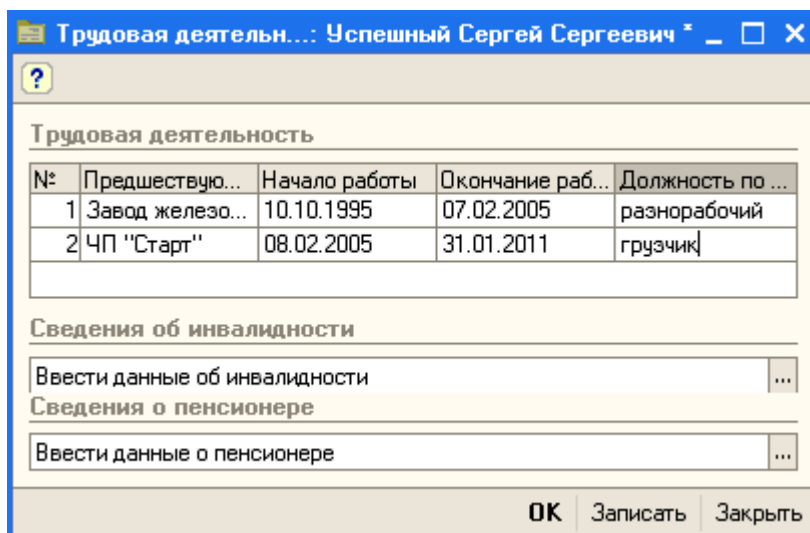 Трудовая деятельн...: Успешный Сергей Сергеевич *
?
Трудовая деятельность
№ Предшествую... Начало работы Окончание раб... Должность по ...
1 Завод железо... 10.10.1995 07.02.2005 разнорабочий
2 ЧП "Старт" 08.02.2005 31.01.2011 грузчик
Сведения об инвалидности
Ввести данные об инвалидности ...
Сведения о пенсионере
Ввести данные о пенсионере ...
OK Записать Закрыть